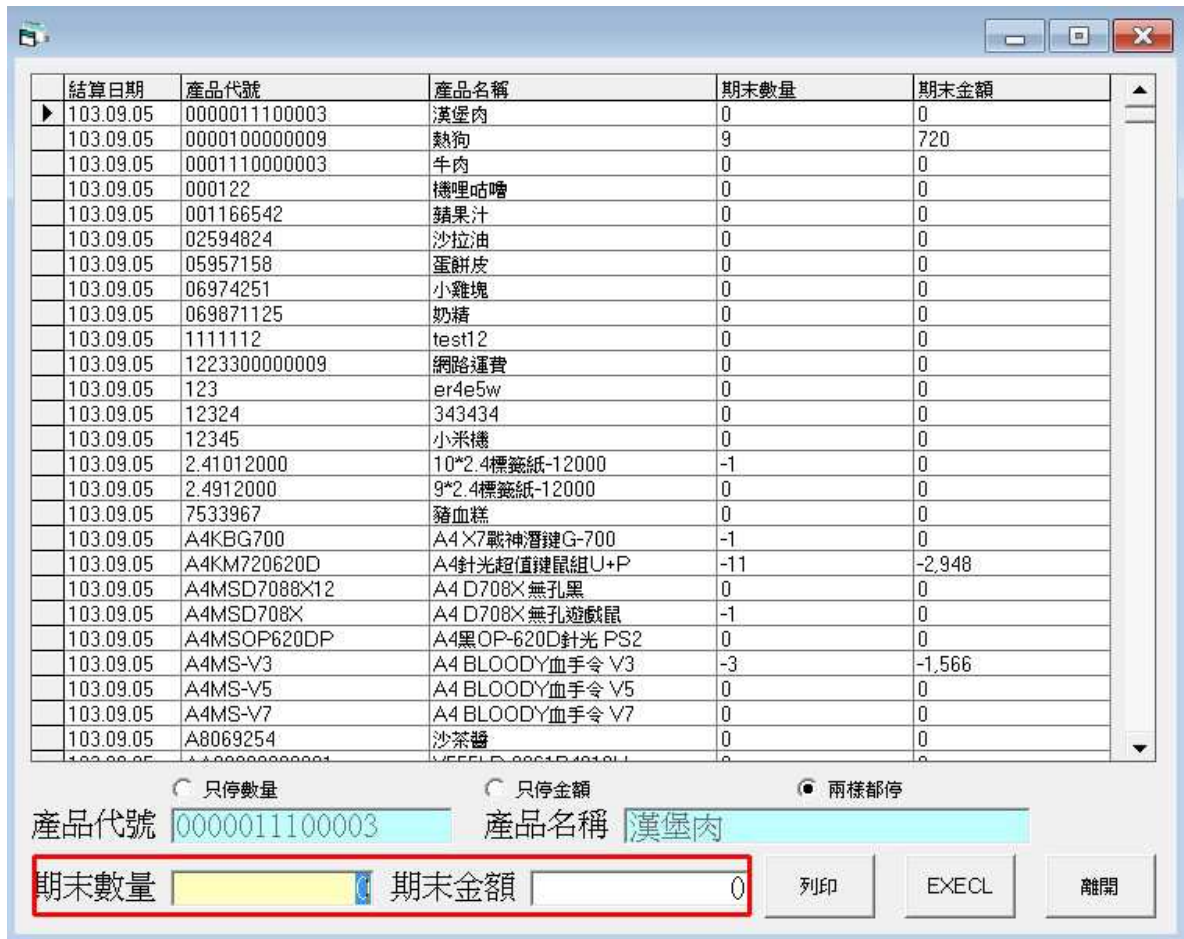 結算日期 產品代號 產品名稱 期末數量 期末金額
103.09.05 0000011100003 漢堡肉 0 0
103.09.05 0000100000009 熱狗 9 720
103.09.05 0001110000003 牛肉 0 0
103.09.05 000122 機哩咕嚕 0 0
103.09.05 001166542 蘋果汁 0 0
103.09.05 02594824 沙拉油 0 0
103.09.05 05957158 蛋餅皮 0 0
103.09.05 06974251 小雞塊 0 0
103.09.05 069871125 奶精 0 0
103.09.05 1111112 test12 0 0
103.09.05 1223300000009 網路運費 0 0
103.09.05 123 er4e5w 0 0
103.09.05 12324 343434 0 0
103.09.05 12345 小米機 0 0
103.09.05 2.41012000 10*2.4標籤紙-12000 -1 0
103.09.05 2.4912000 9*2.4標籤紙-12000 0 0
103.09.05 7533967 豬血糕 0 0
103.09.05 A4KBG700 A4 X7戰神潛鍵G-700 -1 0
103.09.05 A4KM720620D A4針光超值鍵鼠組U+P -11 -2,948
103.09.05 A4MSD7088X12 A4 D708X 無孔黑 0 0
103.09.05 A4MSD708X A4 D708X 無孔遊戲鼠 -1 0
103.09.05 A4MSOP620DP A4黑OP-620D針光 PS2 0 0
103.09.05 A4MS-V3 A4 BLOODY血手令 V3 -3 -1,566
103.09.05 A4MS-V5 A4 BLOODY血手令 V5 0 0
103.09.05 A4MS-V7 A4 BLOODY血手令 V7 0 0
103.09.05 A8069254 沙茶醬 0 0
只停數量 只停金額 兩樣都停
產品代號 0000011100003 產品名稱 漢堡肉
期末數量 0 期末金額 0 列印 EXECL 離開